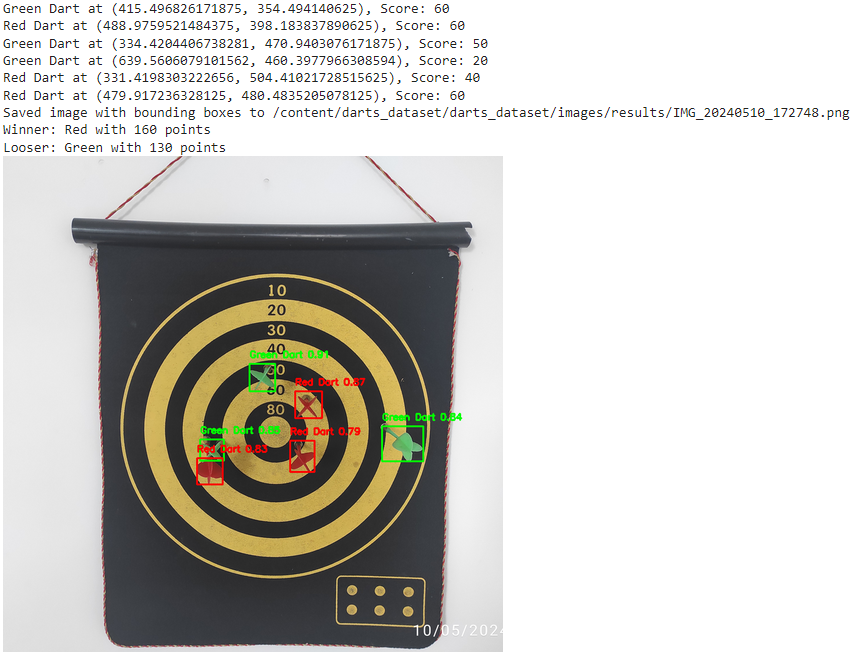 Green Dart at (415.496826171875, 354.494140625), Score: 60
Red Dart at (488.9759521484375, 398.183837890625), Score: 60
Green Dart at (334.4204406738281, 470.9403076171875), Score: 50
Green Dart at (639.5606079101562, 460.3977966308594), Score: 20
Red Dart at (331.4198303222656, 504.41021728515625), Score: 40
Red Dart at (479.917236328125, 480.4835205078125), Score: 60
Saved image with bounding boxes to /content/darts_dataset/darts_dataset/images/results/IMG_20240510_172748.png
Winner: Red with 160 points
Looser: Green with 130 points
10
20
30
40
Green Dart 0.91
Red Dart 0.87
80
Green Dart 0.84
Green Dart
Red Dart 0.79
Red Dart 0.83
10/05/2024